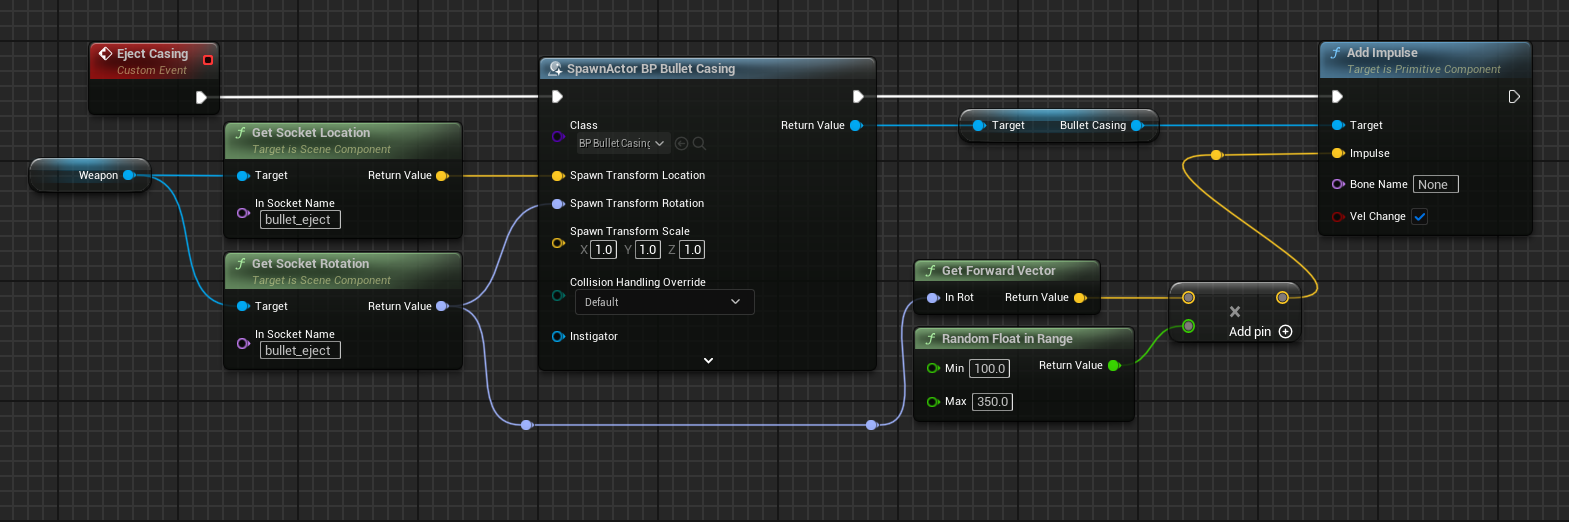 Eject Casing
Custom Event
SpawnActor BP Bullet Casing
Class
BP Bullet Casing
Return Value
Spawn Transform Location
Spawn Transform Rotation
Spawn Transform Scale
X 1.0 Y 1.0 Z 1.0
Collision Handling Override
Default
Instigator
Weapon
Get Socket Location
Target is Scene Component
Target
Return Value
In Socket Name
bullet_eject
Get Socket Rotation
Target is Scene Component
Target
Return Value
In Socket Name
bullet_eject
Target
Bullet Casing
Get Forward Vector
In Rot
Return Value
Random Float in Range
Min 100.0
Return Value
Max 350.0
Add pin
Add Impulse
Target is Primitive Component
Target
Impulse
Bone Name None
Vel Change